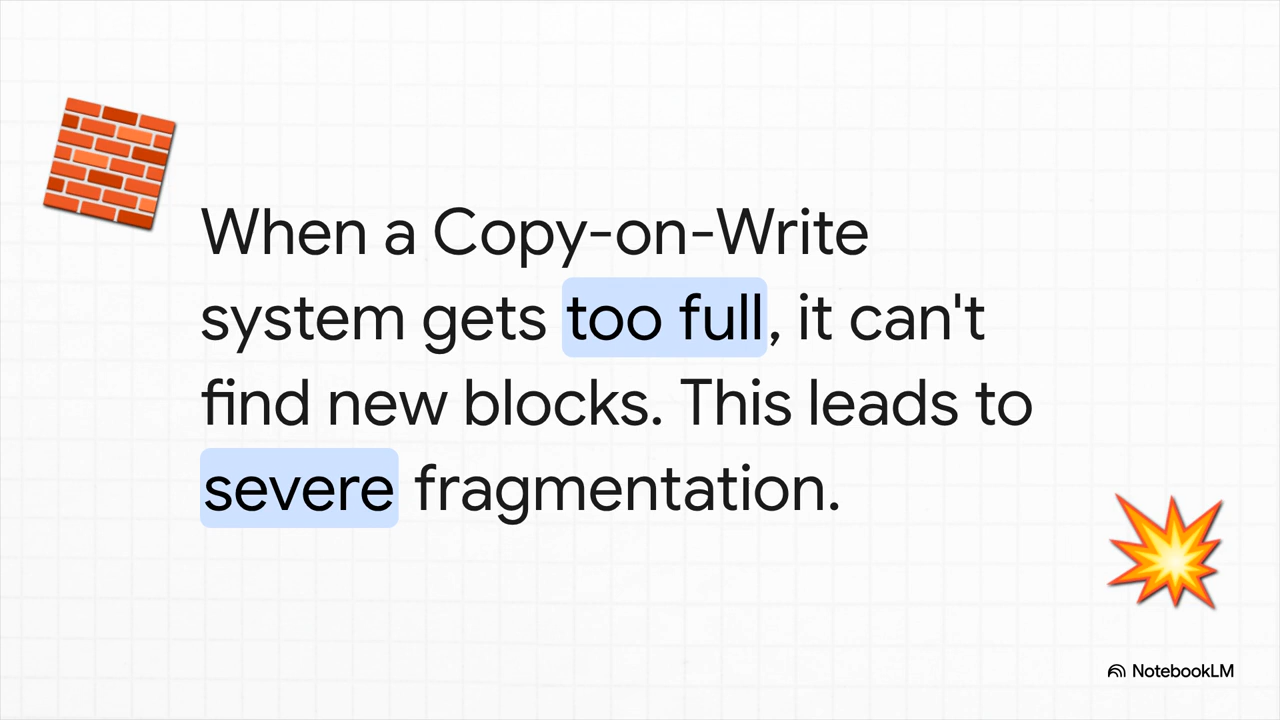 When a Copy-on-Write
system gets too full, it can't
find new blocks. This leads to
severe fragmentation.
NotebookLM